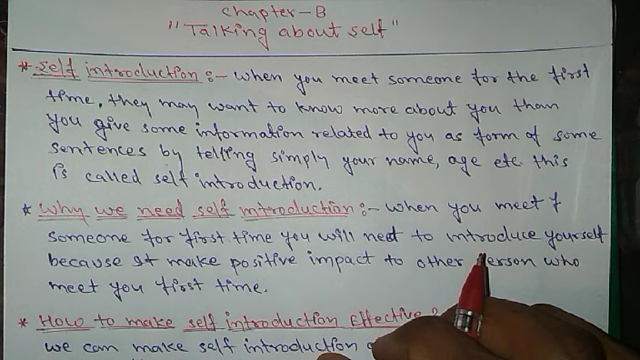 chapter-B
"Talking about self"
* Self introduction :- when you meet someone for the first
time, they may want to know more about you than
you give some information related to you as form of some
sentences by telling simply your name, age etc this
is called self introduction.
* Why we need self introduction :- when you meet
someone for first time you will need to introduce yourself
because it make positive impact to other person who
meet you first time.
* How to make self introduction Effective
we can make self introduction